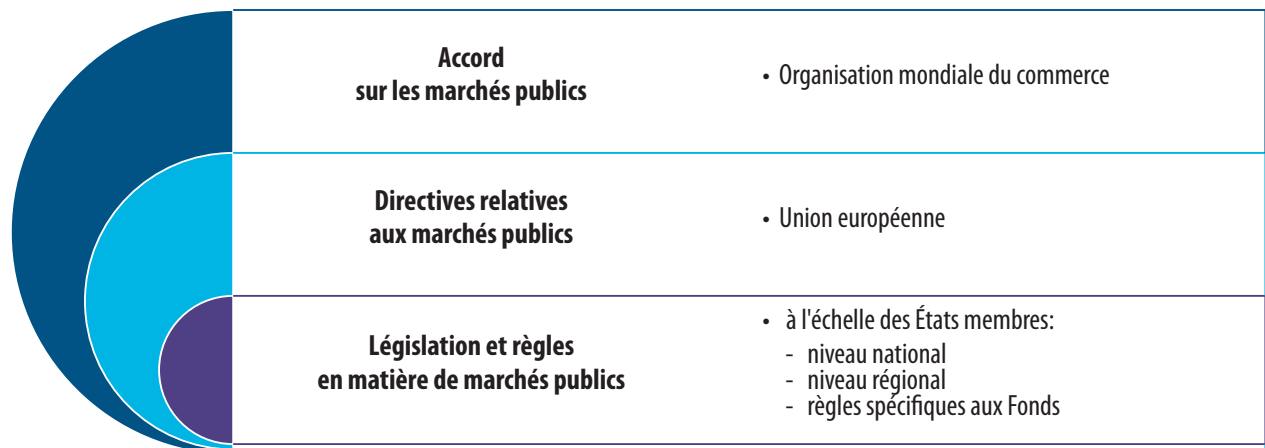 Accord
sur les marchés publics
• Organisation mondiale du commerce
Directives relatives
aux marchés publics
• Union européenne
Législation et règles
en matière de marchés publics
• à l'échelle des États membres:
- niveau national
- niveau régional
- règles spécifiques aux Fonds